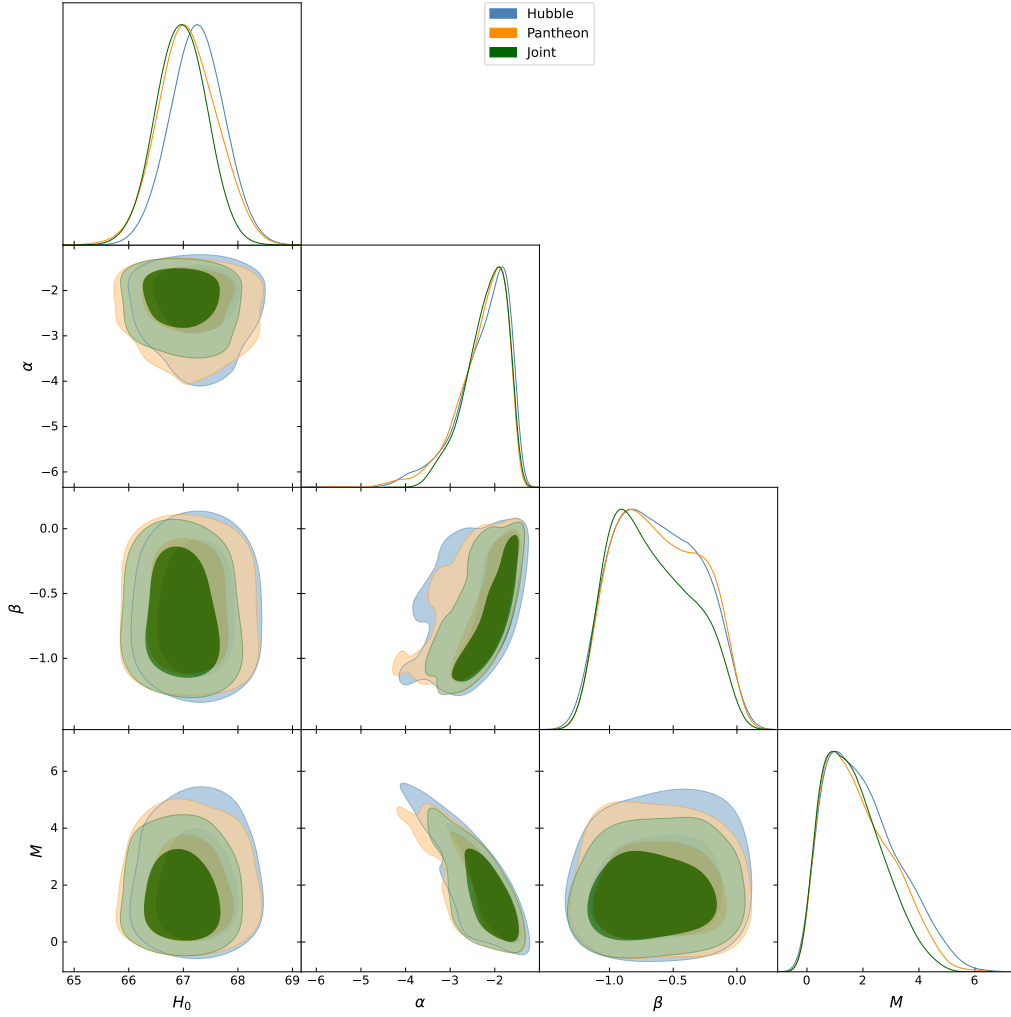 Hubble
Pantheon
Joint
−2
−3
−4
−5
−6
α
0.0
−0.5
−1.0
β
6
4
2
0
M
65 66 67 68 69
−6 −5 −4 −3 −2
−1.0 −0.5 0.0
0 2 4 6
H₀
α
β
M